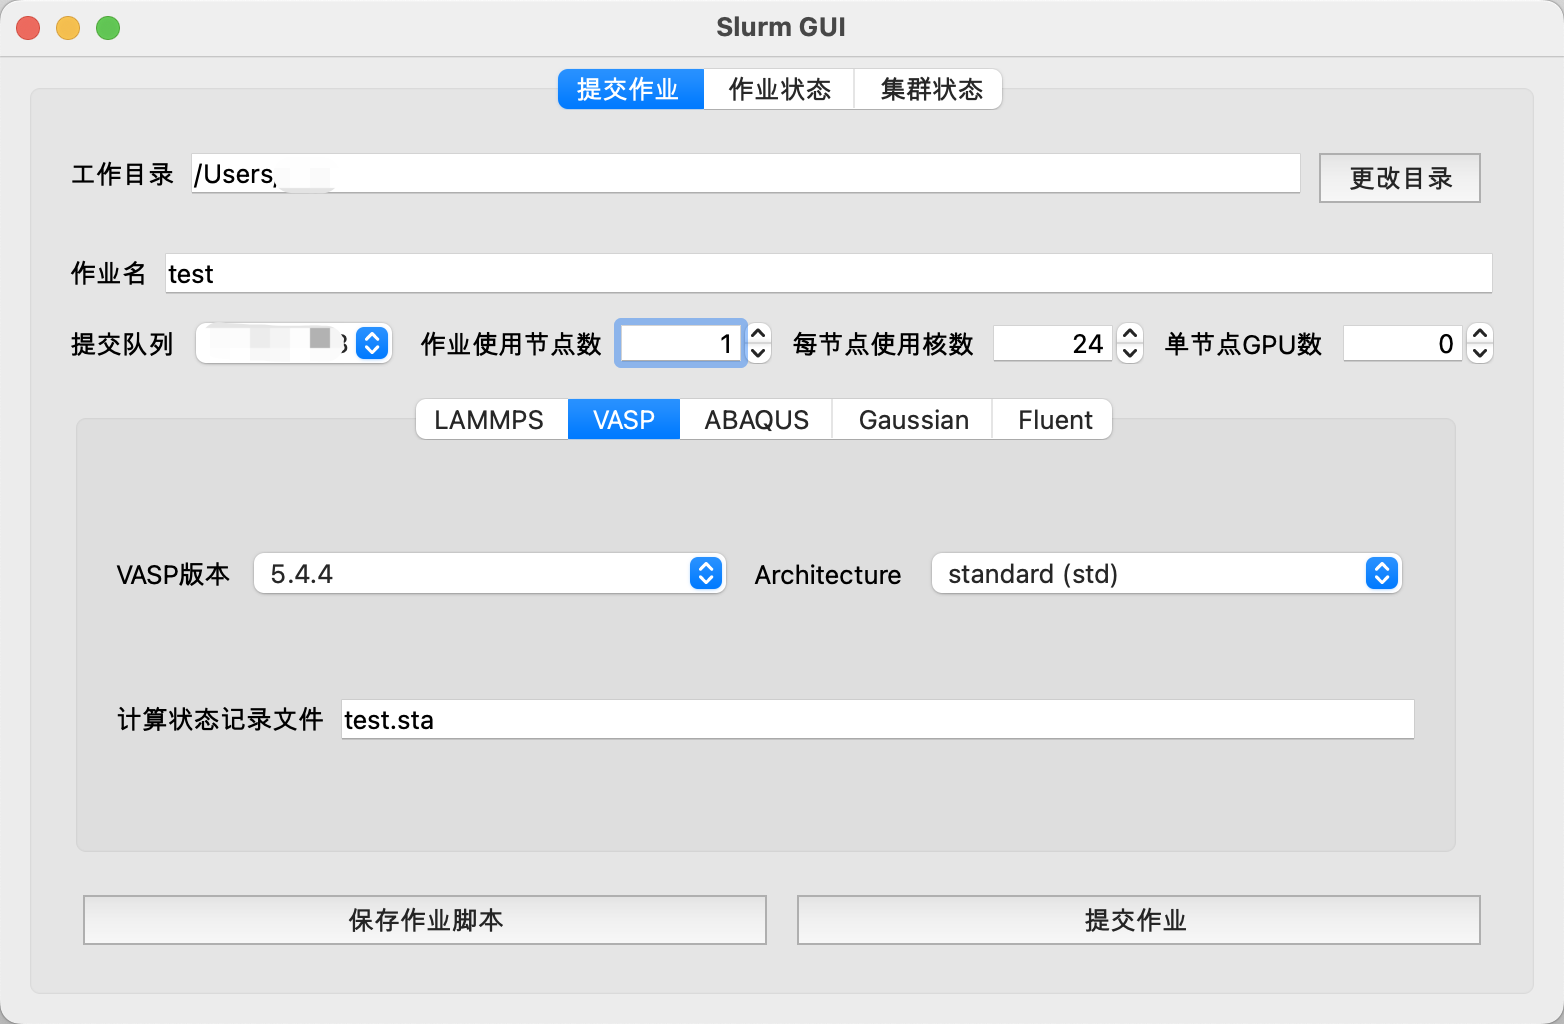 Slurm GUI
提交作业 作业状态 集群状态
工作目录 /Users 更改目录
作业名 test
提交队列 作业使用节点数 1 每节点使用核数 24 单节点GPU数 0
LAMMPS VASP ABAQUS Gaussian Fluent
VASP版本 5.4.4 Architecture standard (std)
计算状态记录文件 test.sta
保存作业脚本 提交作业